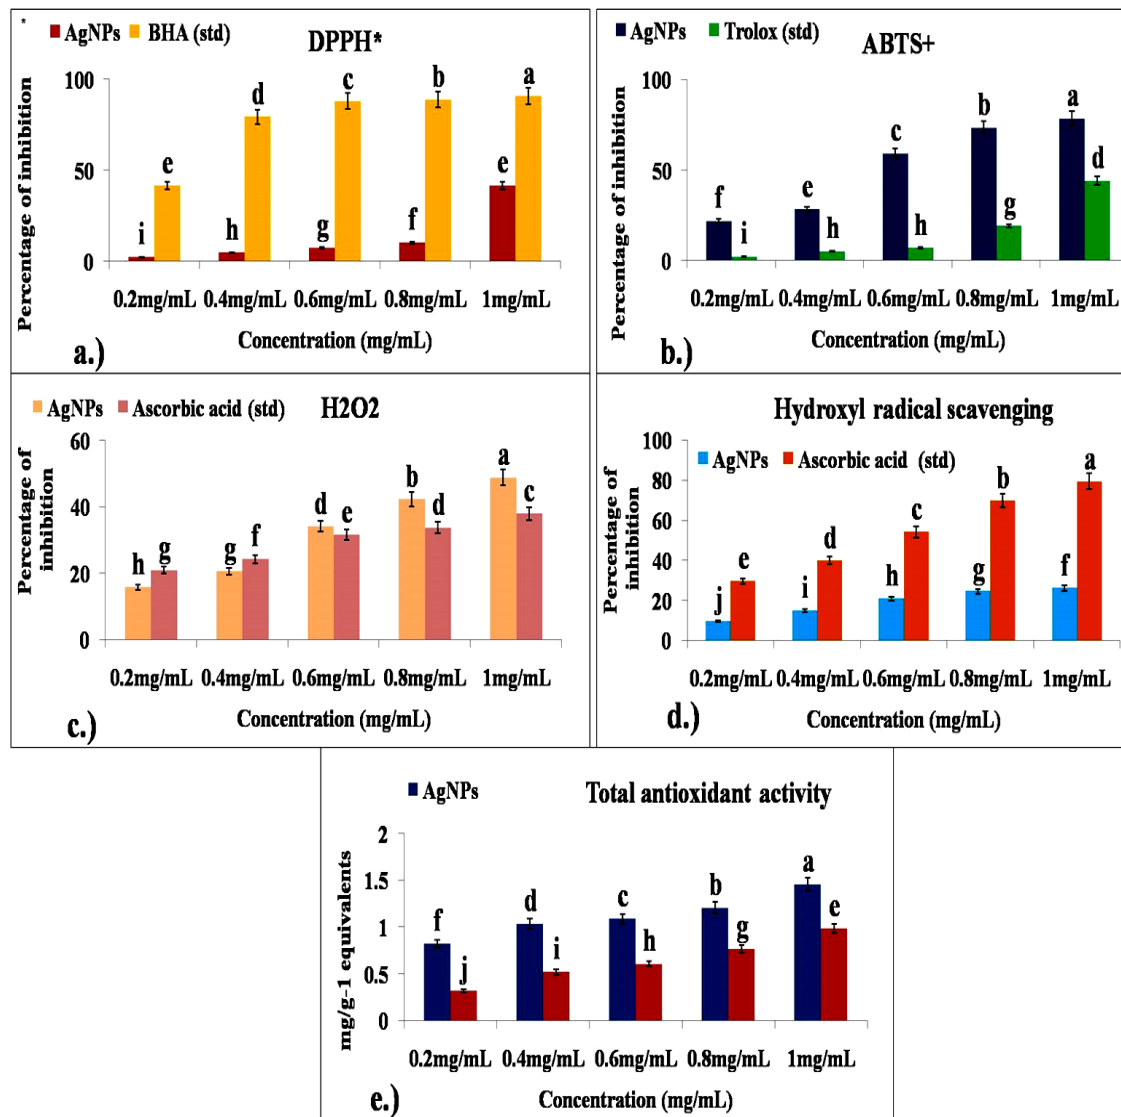 *
AgNPs BHA (std)
DPPH*
Percentage of inhibition
100
50
0
i e h d g c f b e a
0.2mg/mL 0.4mg/mL 0.6mg/mL 0.8mg/mL 1mg/mL
Concentration (mg/mL)
a.)
AgNPs Trolox (std)
ABTS+
Percentage of inhibition
100
50
0
f i e h c h b g a d
0.2mg/mL 0.4mg/mL 0.6mg/mL 0.8mg/mL 1mg/mL
Concentration (mg/mL)
b.)
AgNPs Ascorbic acid (std)
H2O2
Percentage of
inhibition
60
40
20
0
h g g f d e b d a c
0.2mg/mL 0.4mg/mL 0.6mg/mL 0.8mg/mL 1mg/mL
Concentration (mg/mL)
c.)
Hydroxyl radical scavenging
AgNPs Ascorbic acid (std)
Percentage of
inhibition
100
80
60
40
20
0
j e i d h c g b f a
0.2mg/mL 0.4mg/mL 0.6mg/mL 0.8mg/mL 1mg/mL
Concentration (mg/mL)
d.)
AgNPs
Total antioxidant activity
mg/g-1 equivalents
2
1.5
1
0.5
0
f j d i c h b g a e
0.2mg/mL 0.4mg/mL 0.6mg/mL 0.8mg/mL 1mg/mL
Concentration (mg/mL)
e.)